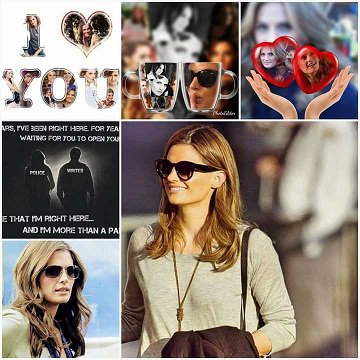 I
YOU
PhotoEditor
ARS, I'VE BEEN RIGHT HERE. FOR YEA
WAITING FOR YOU TO OPEN YOU
POLICE
WRITER
E THAT I'M RIGHT HERE...
AND I'M MORE THAN A PA